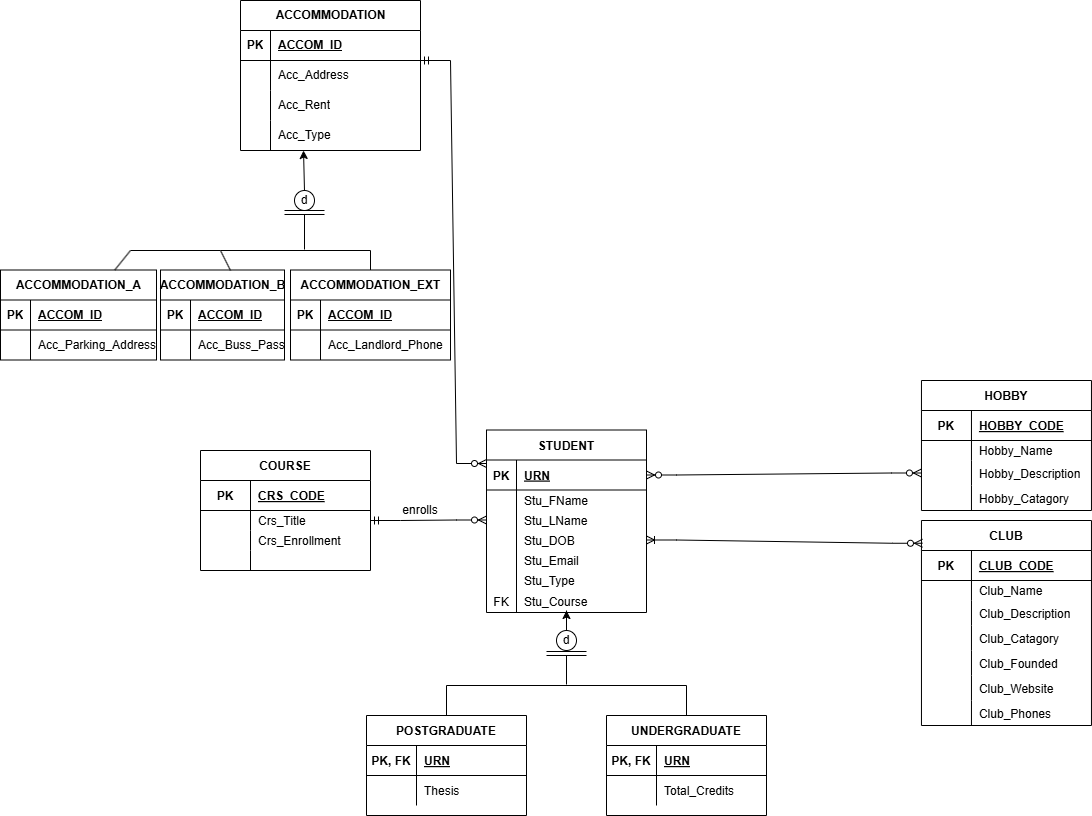 ACCOMMODATION
PK ACCOM_ID
Acc_Address
Acc_Rent
Acc_Type
d
ACCOMMODATION_A
PK ACCOM_ID
Acc_Parking_Address
ACCOMMODATION_B
PK ACCOM_ID
Acc_Buss_Pass
ACCOMMODATION_EXT
PK ACCOM_ID
Acc_Landlord_Phone
COURSE
PK CRS_CODE
Crs_Title
Crs_Enrollment
enrolls
STUDENT
PK URN
Stu_FName
Stu_LName
Stu_DOB
Stu_Email
Stu_Type
FK Stu_Course
HOBBY
PK HOBBY_CODE
Hobby_Name
Hobby_Description
Hobby_Catagory
CLUB
PK CLUB_CODE
Club_Name
Club_Description
Club_Catagory
Club_Founded
Club_Website
Club_Phones
d
POSTGRADUATE
PK, FK URN
Thesis
UNDERGRADUATE
PK, FK URN
Total_Credits